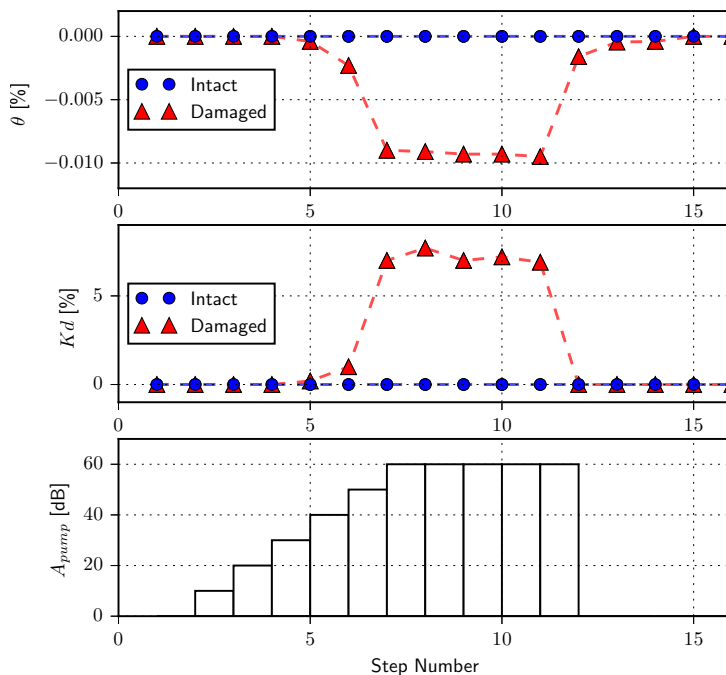 0.000
−0.005
−0.010
θ [%]
Intact
Damaged
0
5
10
15
5
0
Kd [%]
Intact
Damaged
0
5
10
15
60
40
20
0
A_pump [dB]
0
5
10
15
Step Number